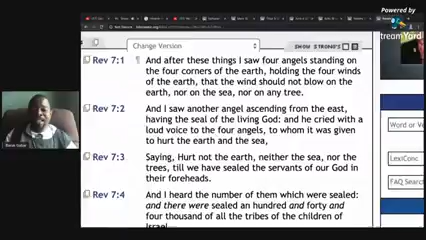 Powered by
StreamYard
Change Version
SHOW STRONG'S
Rev 7:1 ¶ And after these things I saw four angels standing on
the four corners of the earth, holding the four winds
of the earth, that the wind should not blow on the
earth, nor on the sea, nor on any tree.
Rev 7:2 And I saw another angel ascending from the east,
having the seal of the living God: and he cried with
a loud voice to the four angels, to whom it was given
to hurt the earth and the sea,
Rev 7:3 Saying, Hurt not the earth, neither the sea, nor the
trees, till we have sealed the servants of our God in
their foreheads.
Rev 7:4 And I heard the number of them which were sealed:
and there were sealed an hundred and forty and
four thousand of all the tribes of the children of
Israel
Word or Ve
LexiConc
FAQ Searc